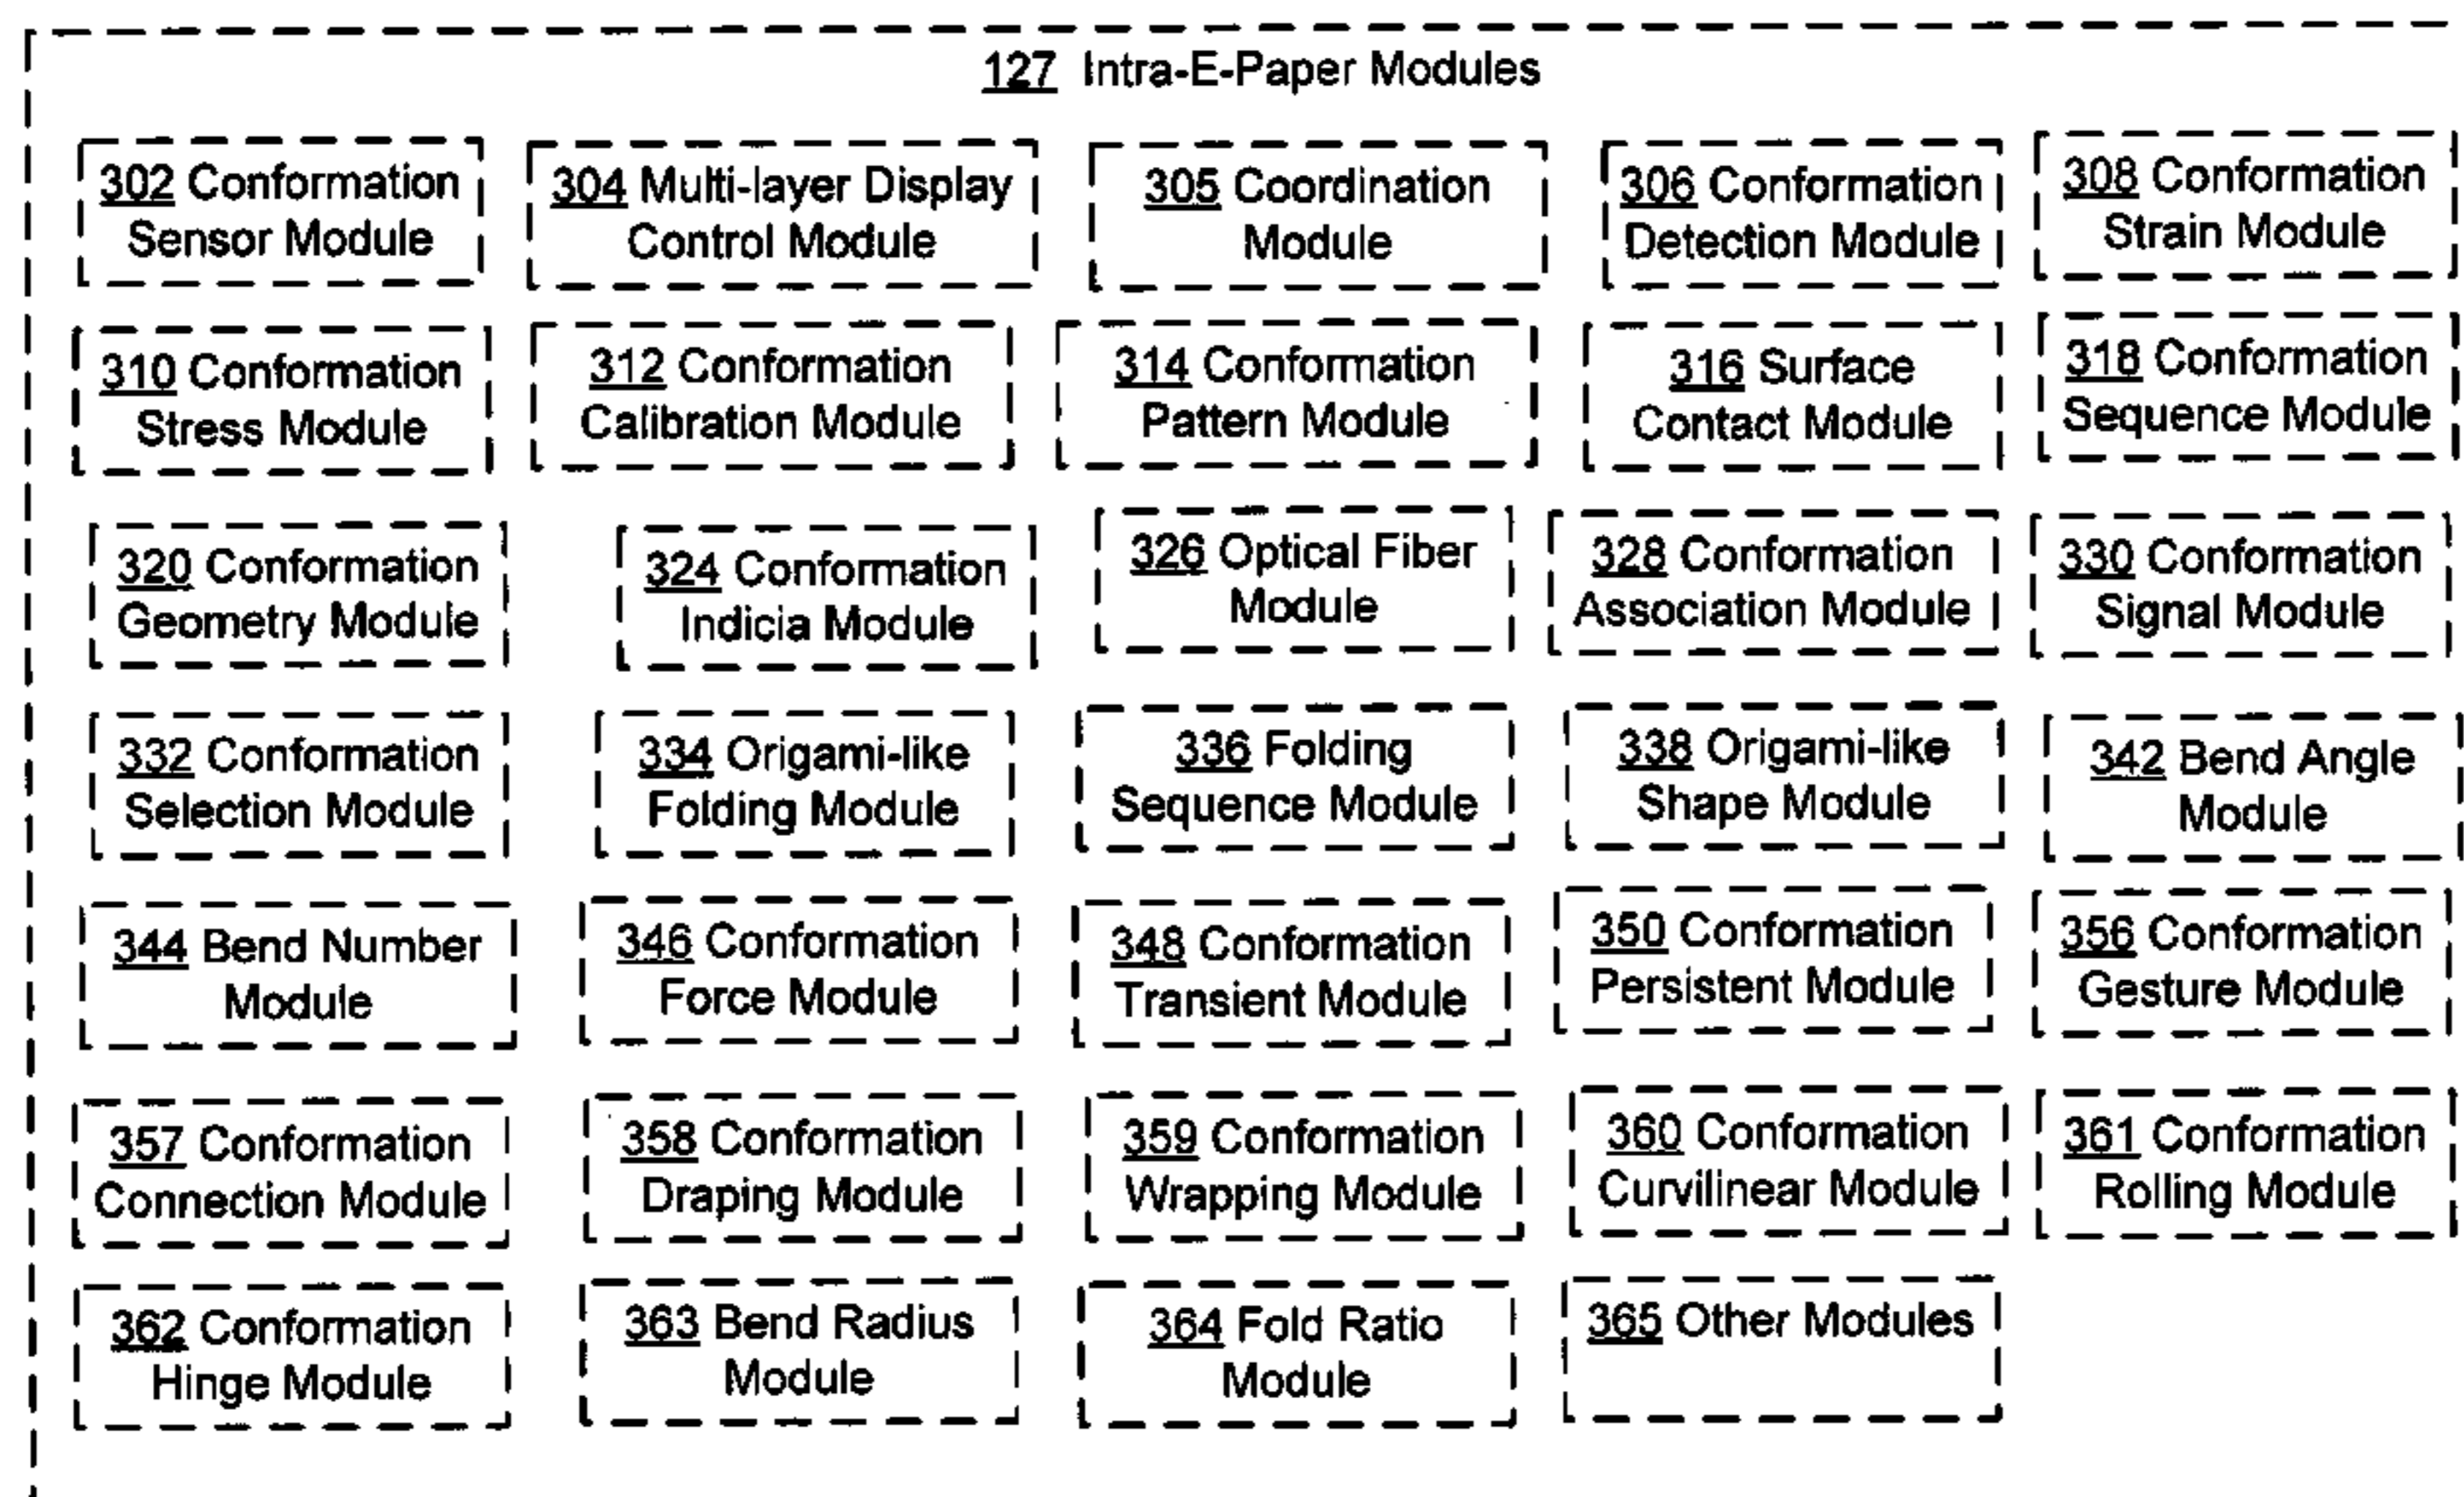 127 Intra-E-Paper Modules
302 Conformation
Sensor Module
304 Multi-layer Display
Control Module
305 Coordination
Module
306 Conformation
Detection Module
308 Conformation
Strain Module
310 Conformation
Stress Module
312 Conformation
Calibration Module
314 Conformation
Pattern Module
316 Surface
Contact Module
318 Conformation
Sequence Module
320 Conformation
Geometry Module
324 Conformation
Indicia Module
326 Optical Fiber
Module
328 Conformation
Association Module
330 Conformation
Signal Module
332 Conformation
Selection Module
334 Origami-like
Folding Module
336 Folding
Sequence Module
338 Origami-like
Shape Module
342 Bend Angle
Module
344 Bend Number
Module
346 Conformation
Force Module
348 Conformation
Transient Module
350 Conformation
Persistent Module
356 Conformation
Gesture Module
357 Conformation
Connection Module
358 Conformation
Draping Module
359 Conformation
Wrapping Module
360 Conformation
Curvilinear Module
361 Conformation
Rolling Module
362 Conformation
Hinge Module
363 Bend Radius
Module
364 Fold Ratio
Module
365 Other Modules